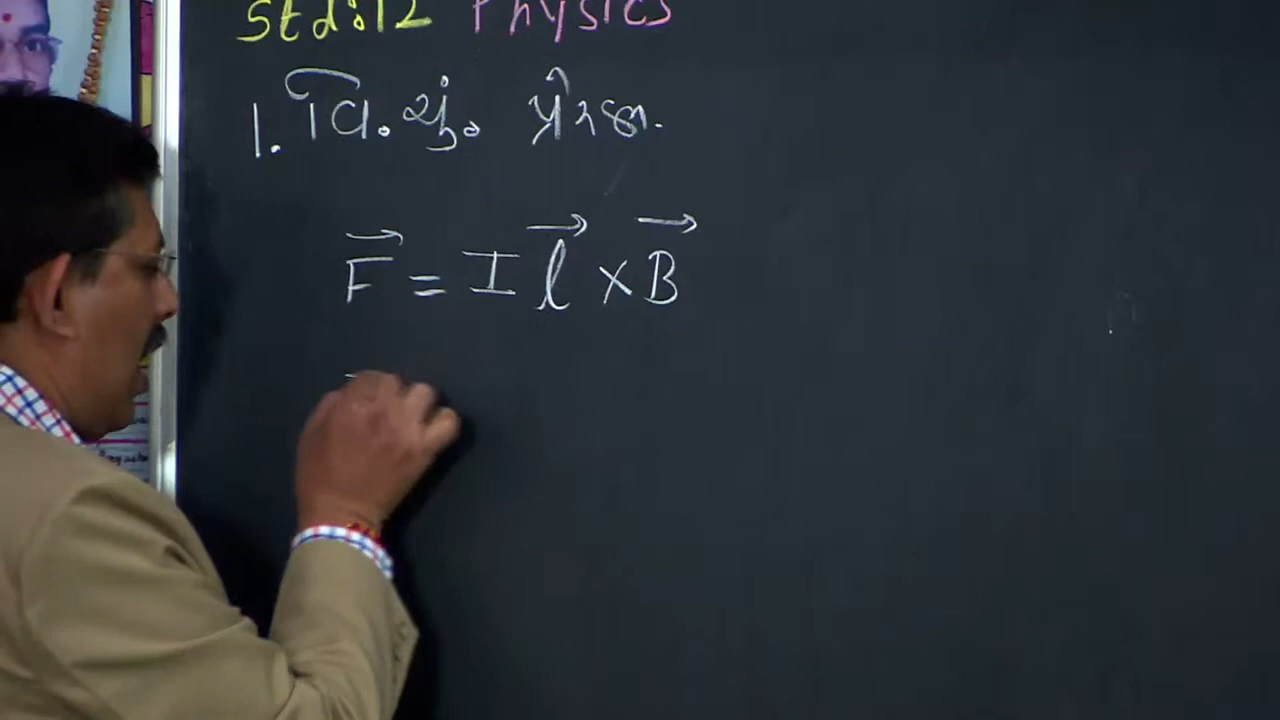 Std:12 Physics
1. વિ.ચું. પ્રેરણ.
F⃗ = I l⃗ × B⃗